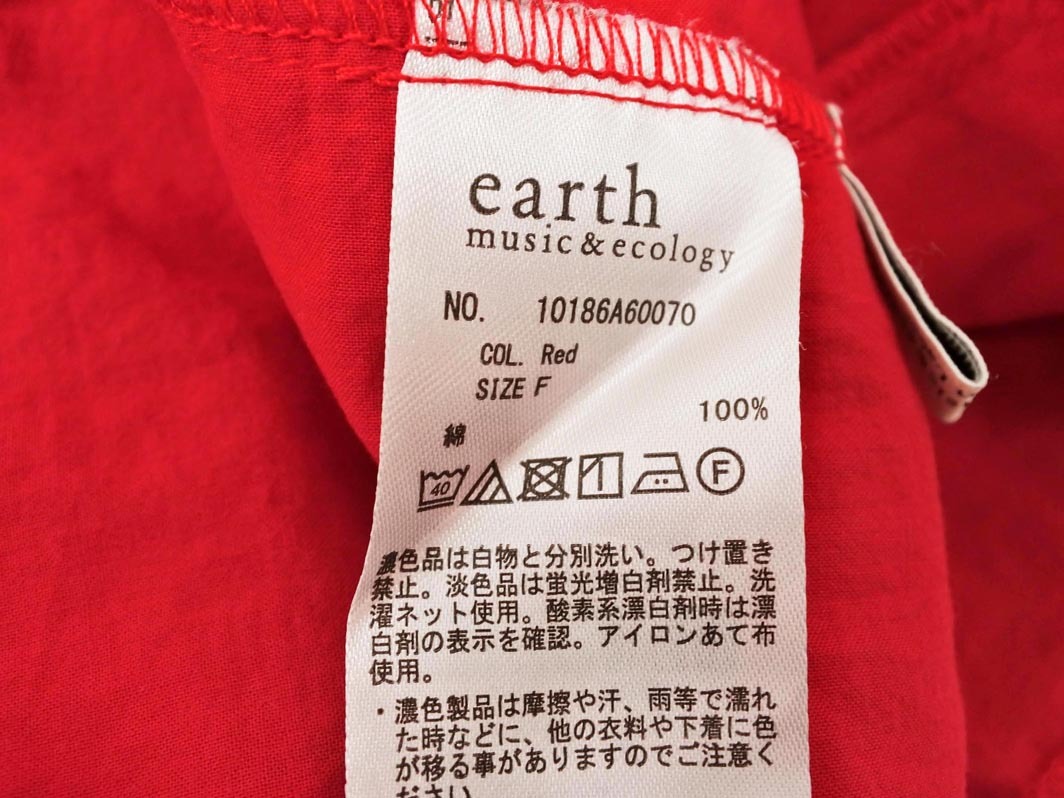 earth
music&ecology
NO. 10186A60070
COL. Red
SIZE F
100%
綿
40 F
濃色品は白物と分別洗い。つけ置き
禁止。淡色品は蛍光増白剤禁止。洗
濯ネット使用。酸素系漂白剤時は漂
白剤の表示を確認。アイロンあて布
使用。
・濃色製品は摩擦や汗、雨等で濡れ
た時などに、他の衣料や下着に色
が移る事がありますのでご注意く
ださい